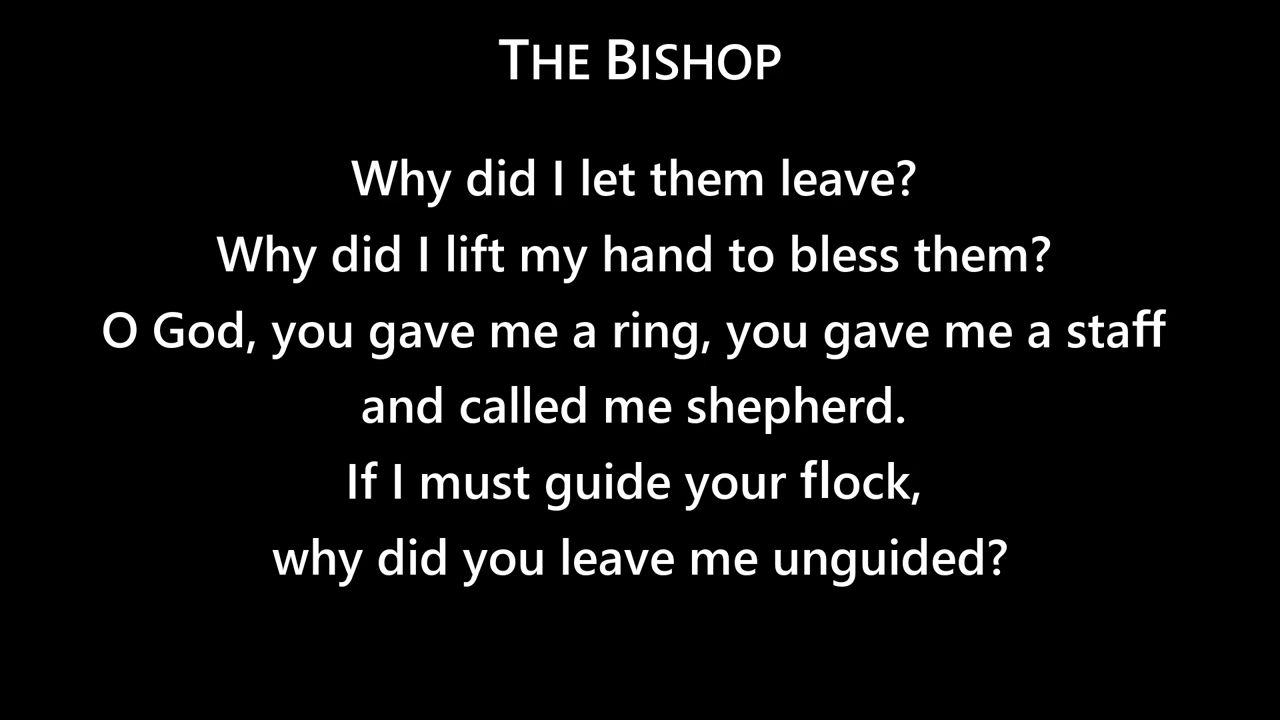 THE BISHOP
Why did I let them leave?
Why did I lift my hand to bless them?
O God, you gave me a ring, you gave me a staff
and called me shepherd.
If I must guide your flock,
why did you leave me unguided?